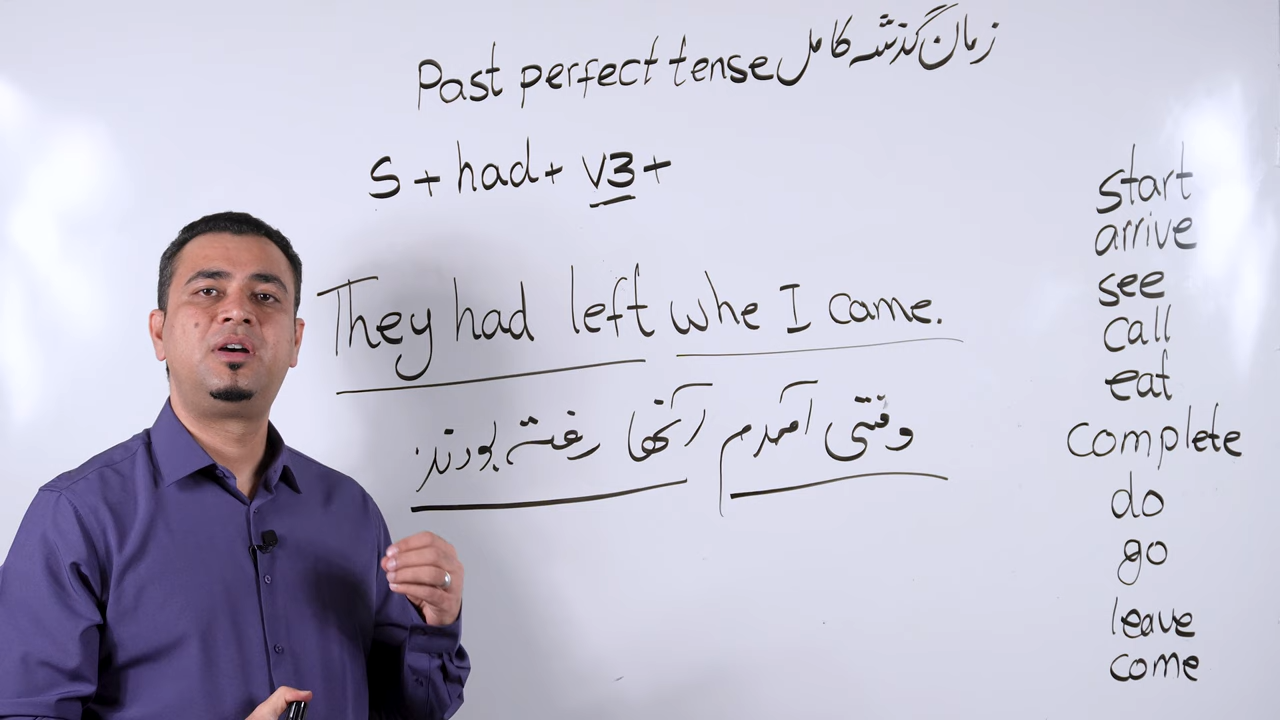 Past perfect tense زمان گذشته کامل
S + had + V3 +
They had left whe I came.
وقتی آمدم آنها رفته بودند.
start
arrive
see
call
eat
complete
do
go
leave
come